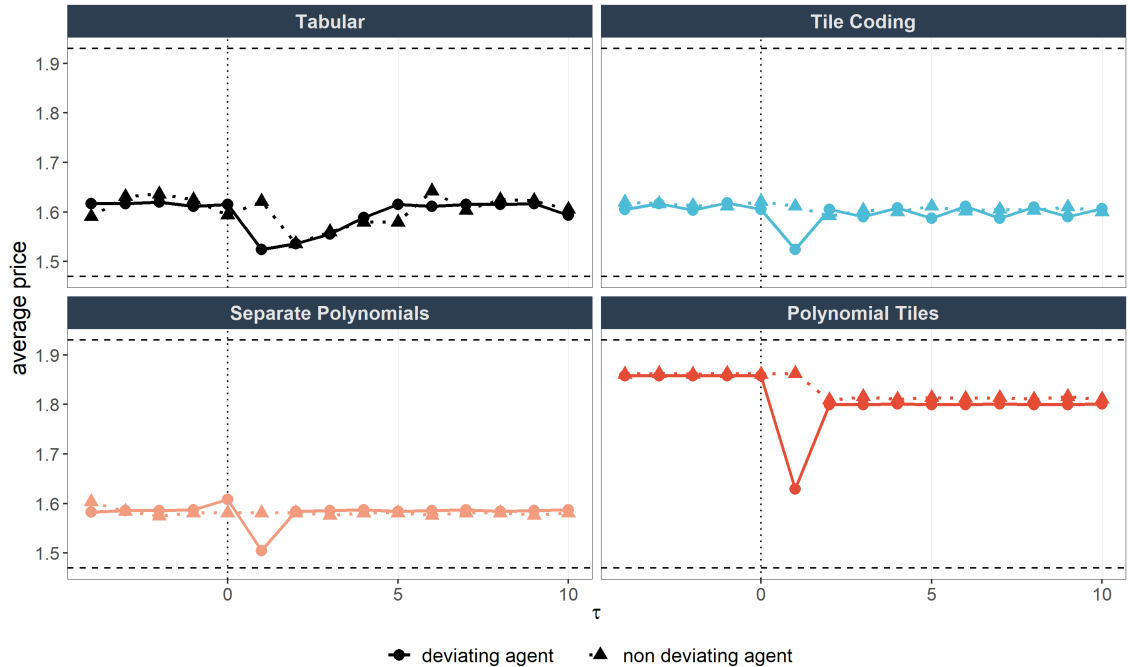 Tabular
Tile Coding
1.9
1.8
1.7
1.6
1.5
Separate Polynomials
Polynomial Tiles
1.9
1.8
1.7
1.6
1.5
average price
0
5
10
0
5
10
τ
deviating agent
non deviating agent